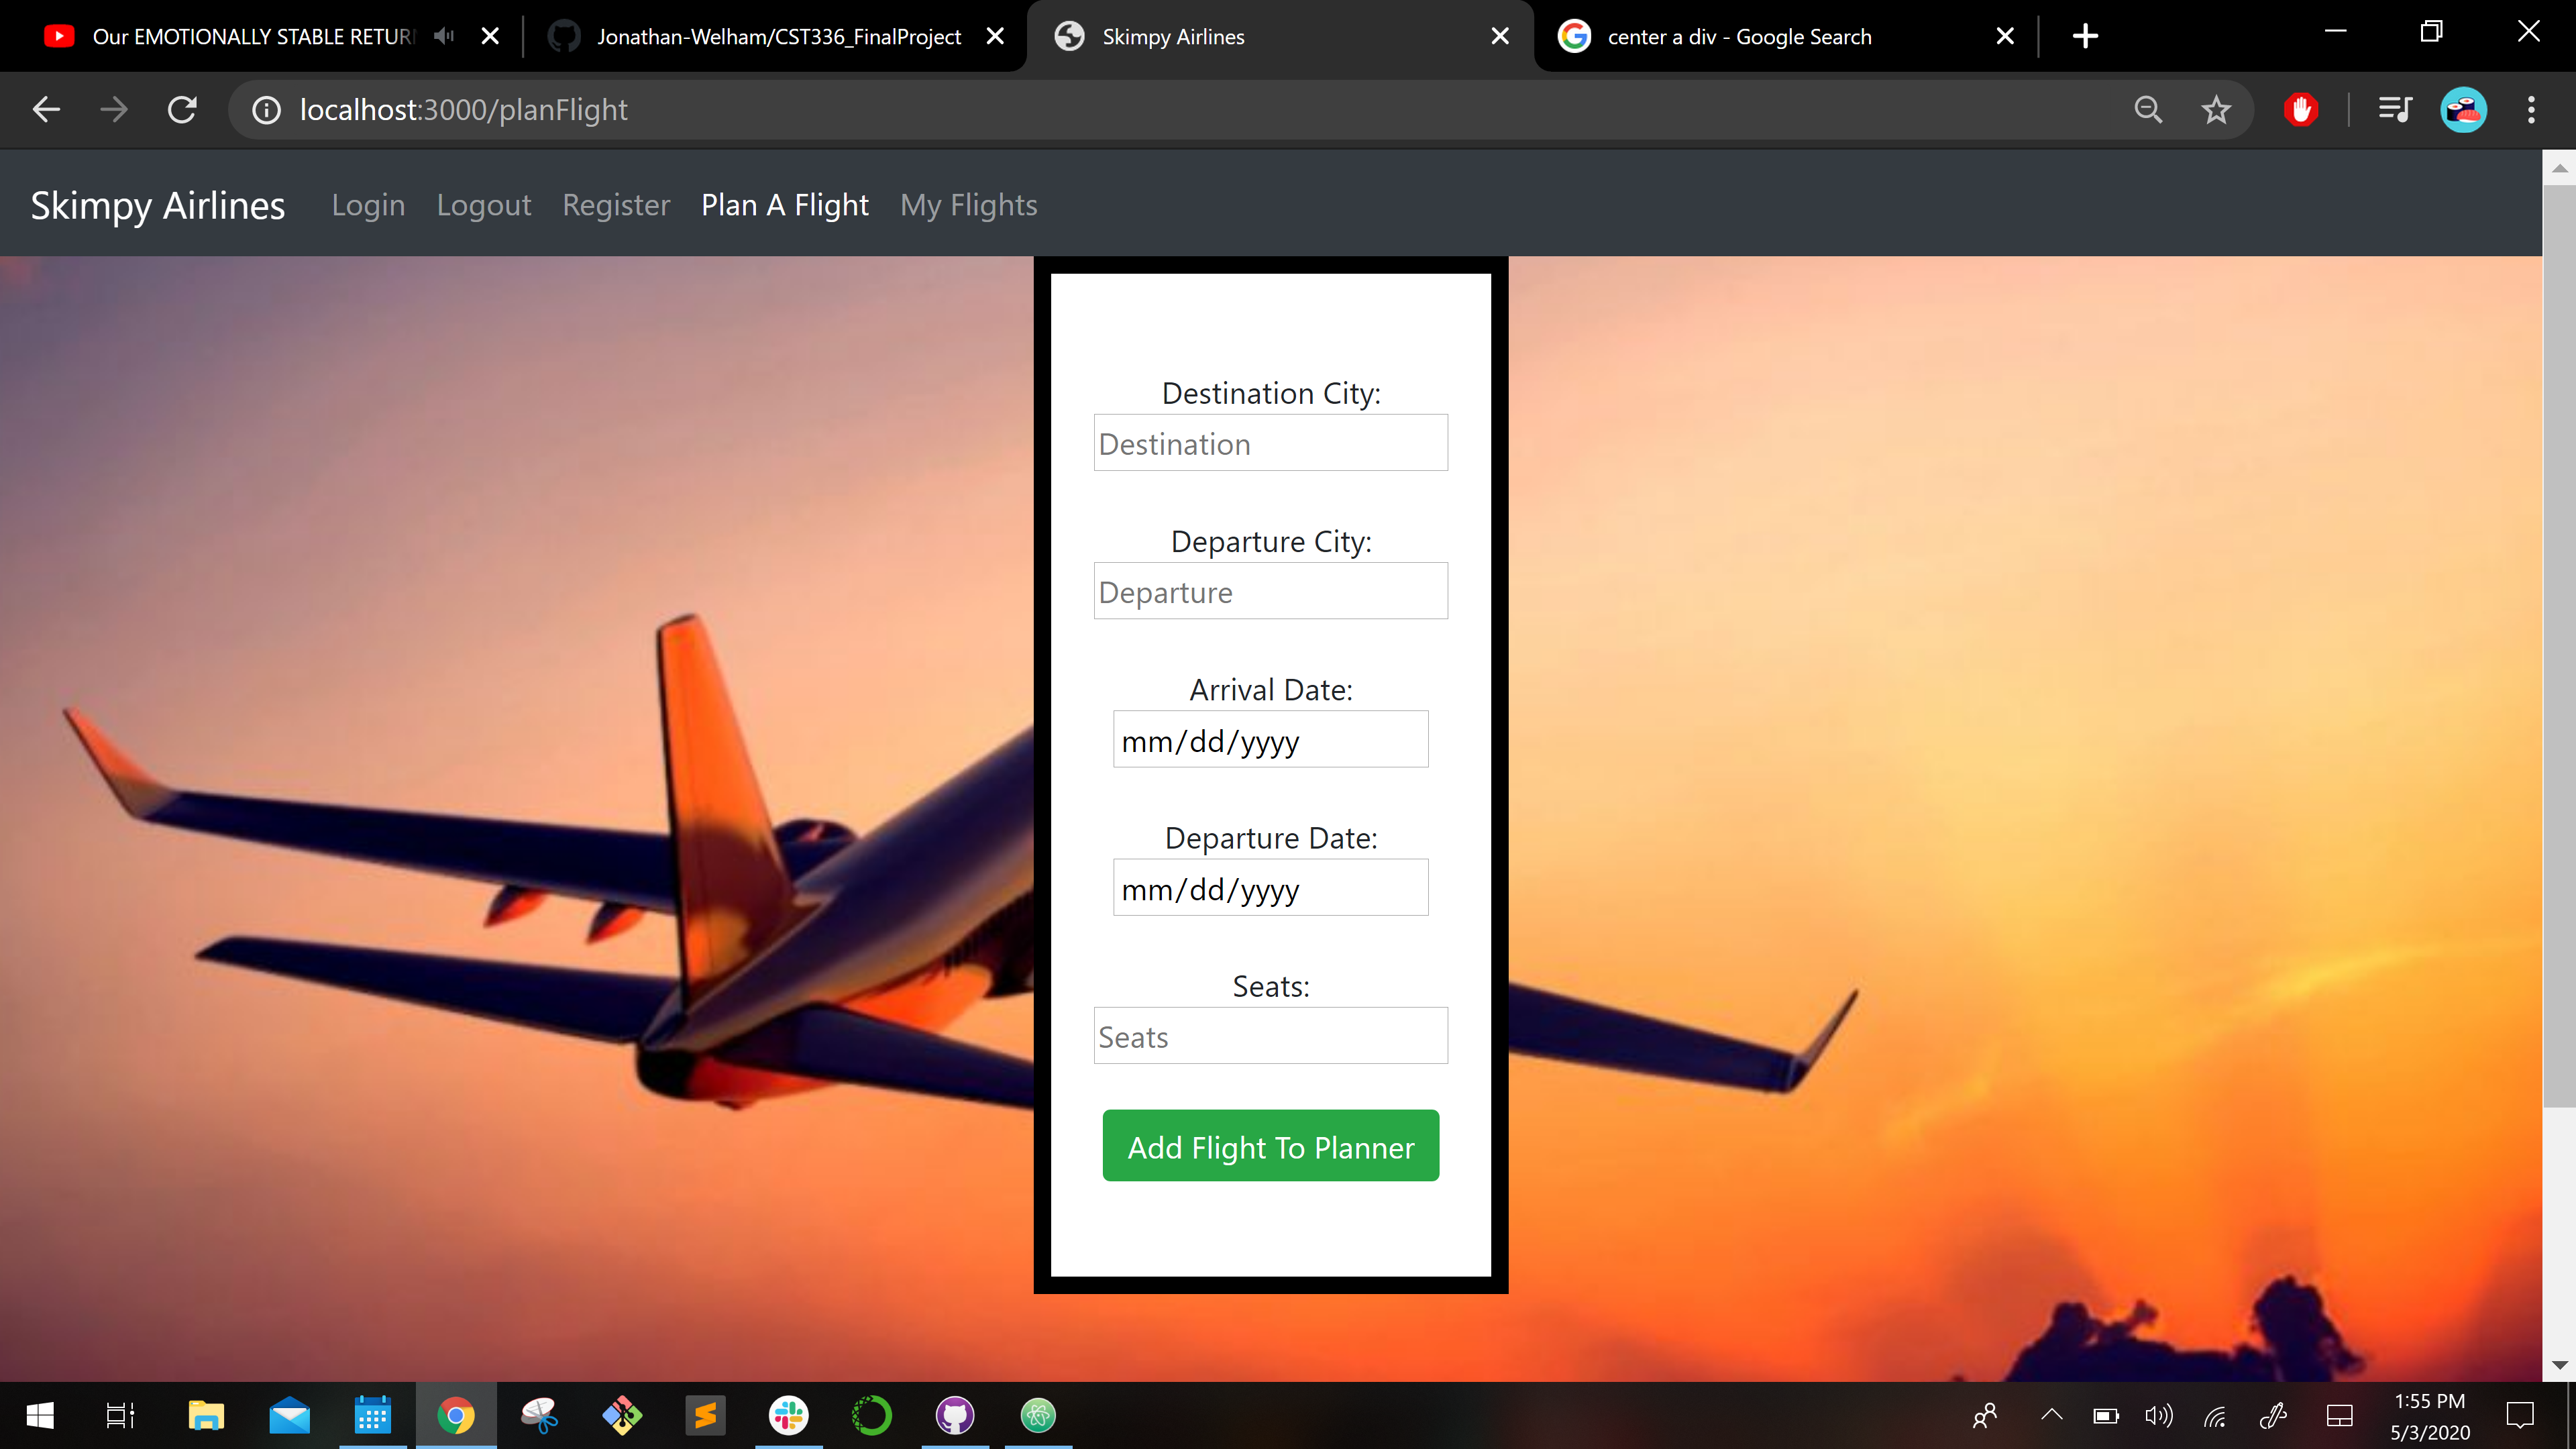 Our EMOTIONALLY STABLE RETUR
Jonathan-Welham/CST336_FinalProject
Skimpy Airlines
center a div - Google Search
localhost:3000/planFlight
Skimpy Airlines Login Logout Register Plan A Flight My Flights
Destination City:
Destination
Departure City:
Departure
Arrival Date:
mm/dd/yyyy
Departure Date:
mm/dd/yyyy
Seats:
Seats
Add Flight To Planner
1:55 PM
5/3/2020